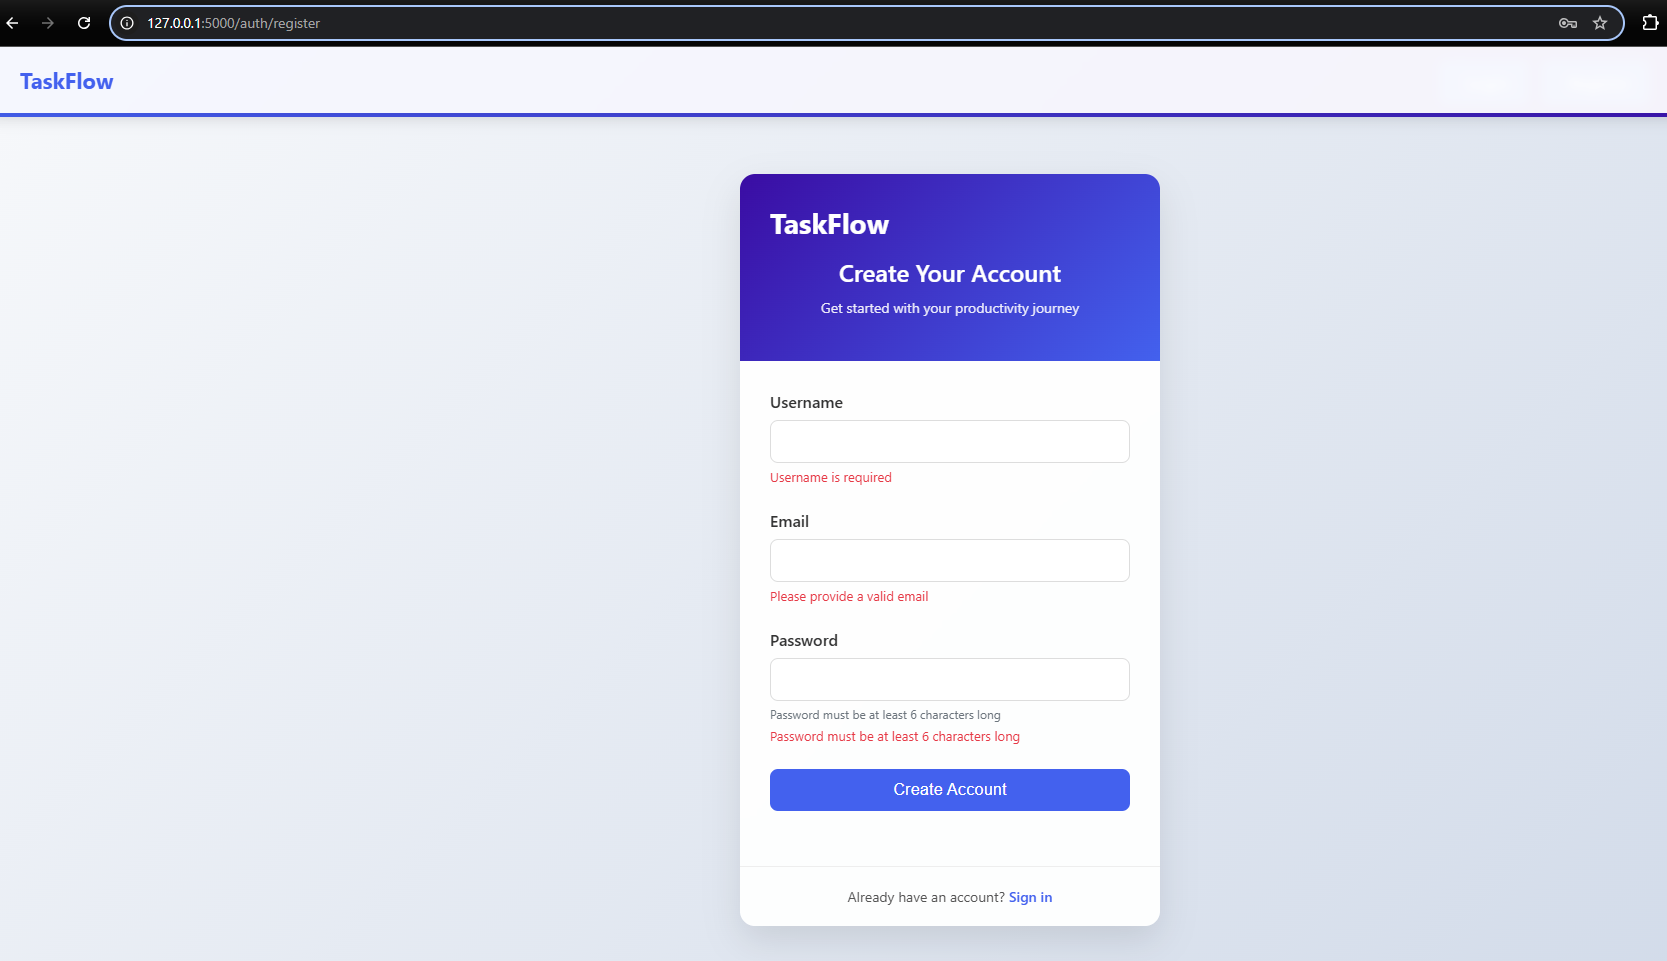 127.0.0.1:5000/auth/register
TaskFlow
TaskFlow
Create Your Account
Get started with your productivity journey
Username
Username is required
Email
Please provide a valid email
Password
Password must be at least 6 characters long
Password must be at least 6 characters long
Create Account
Already have an account? Sign in